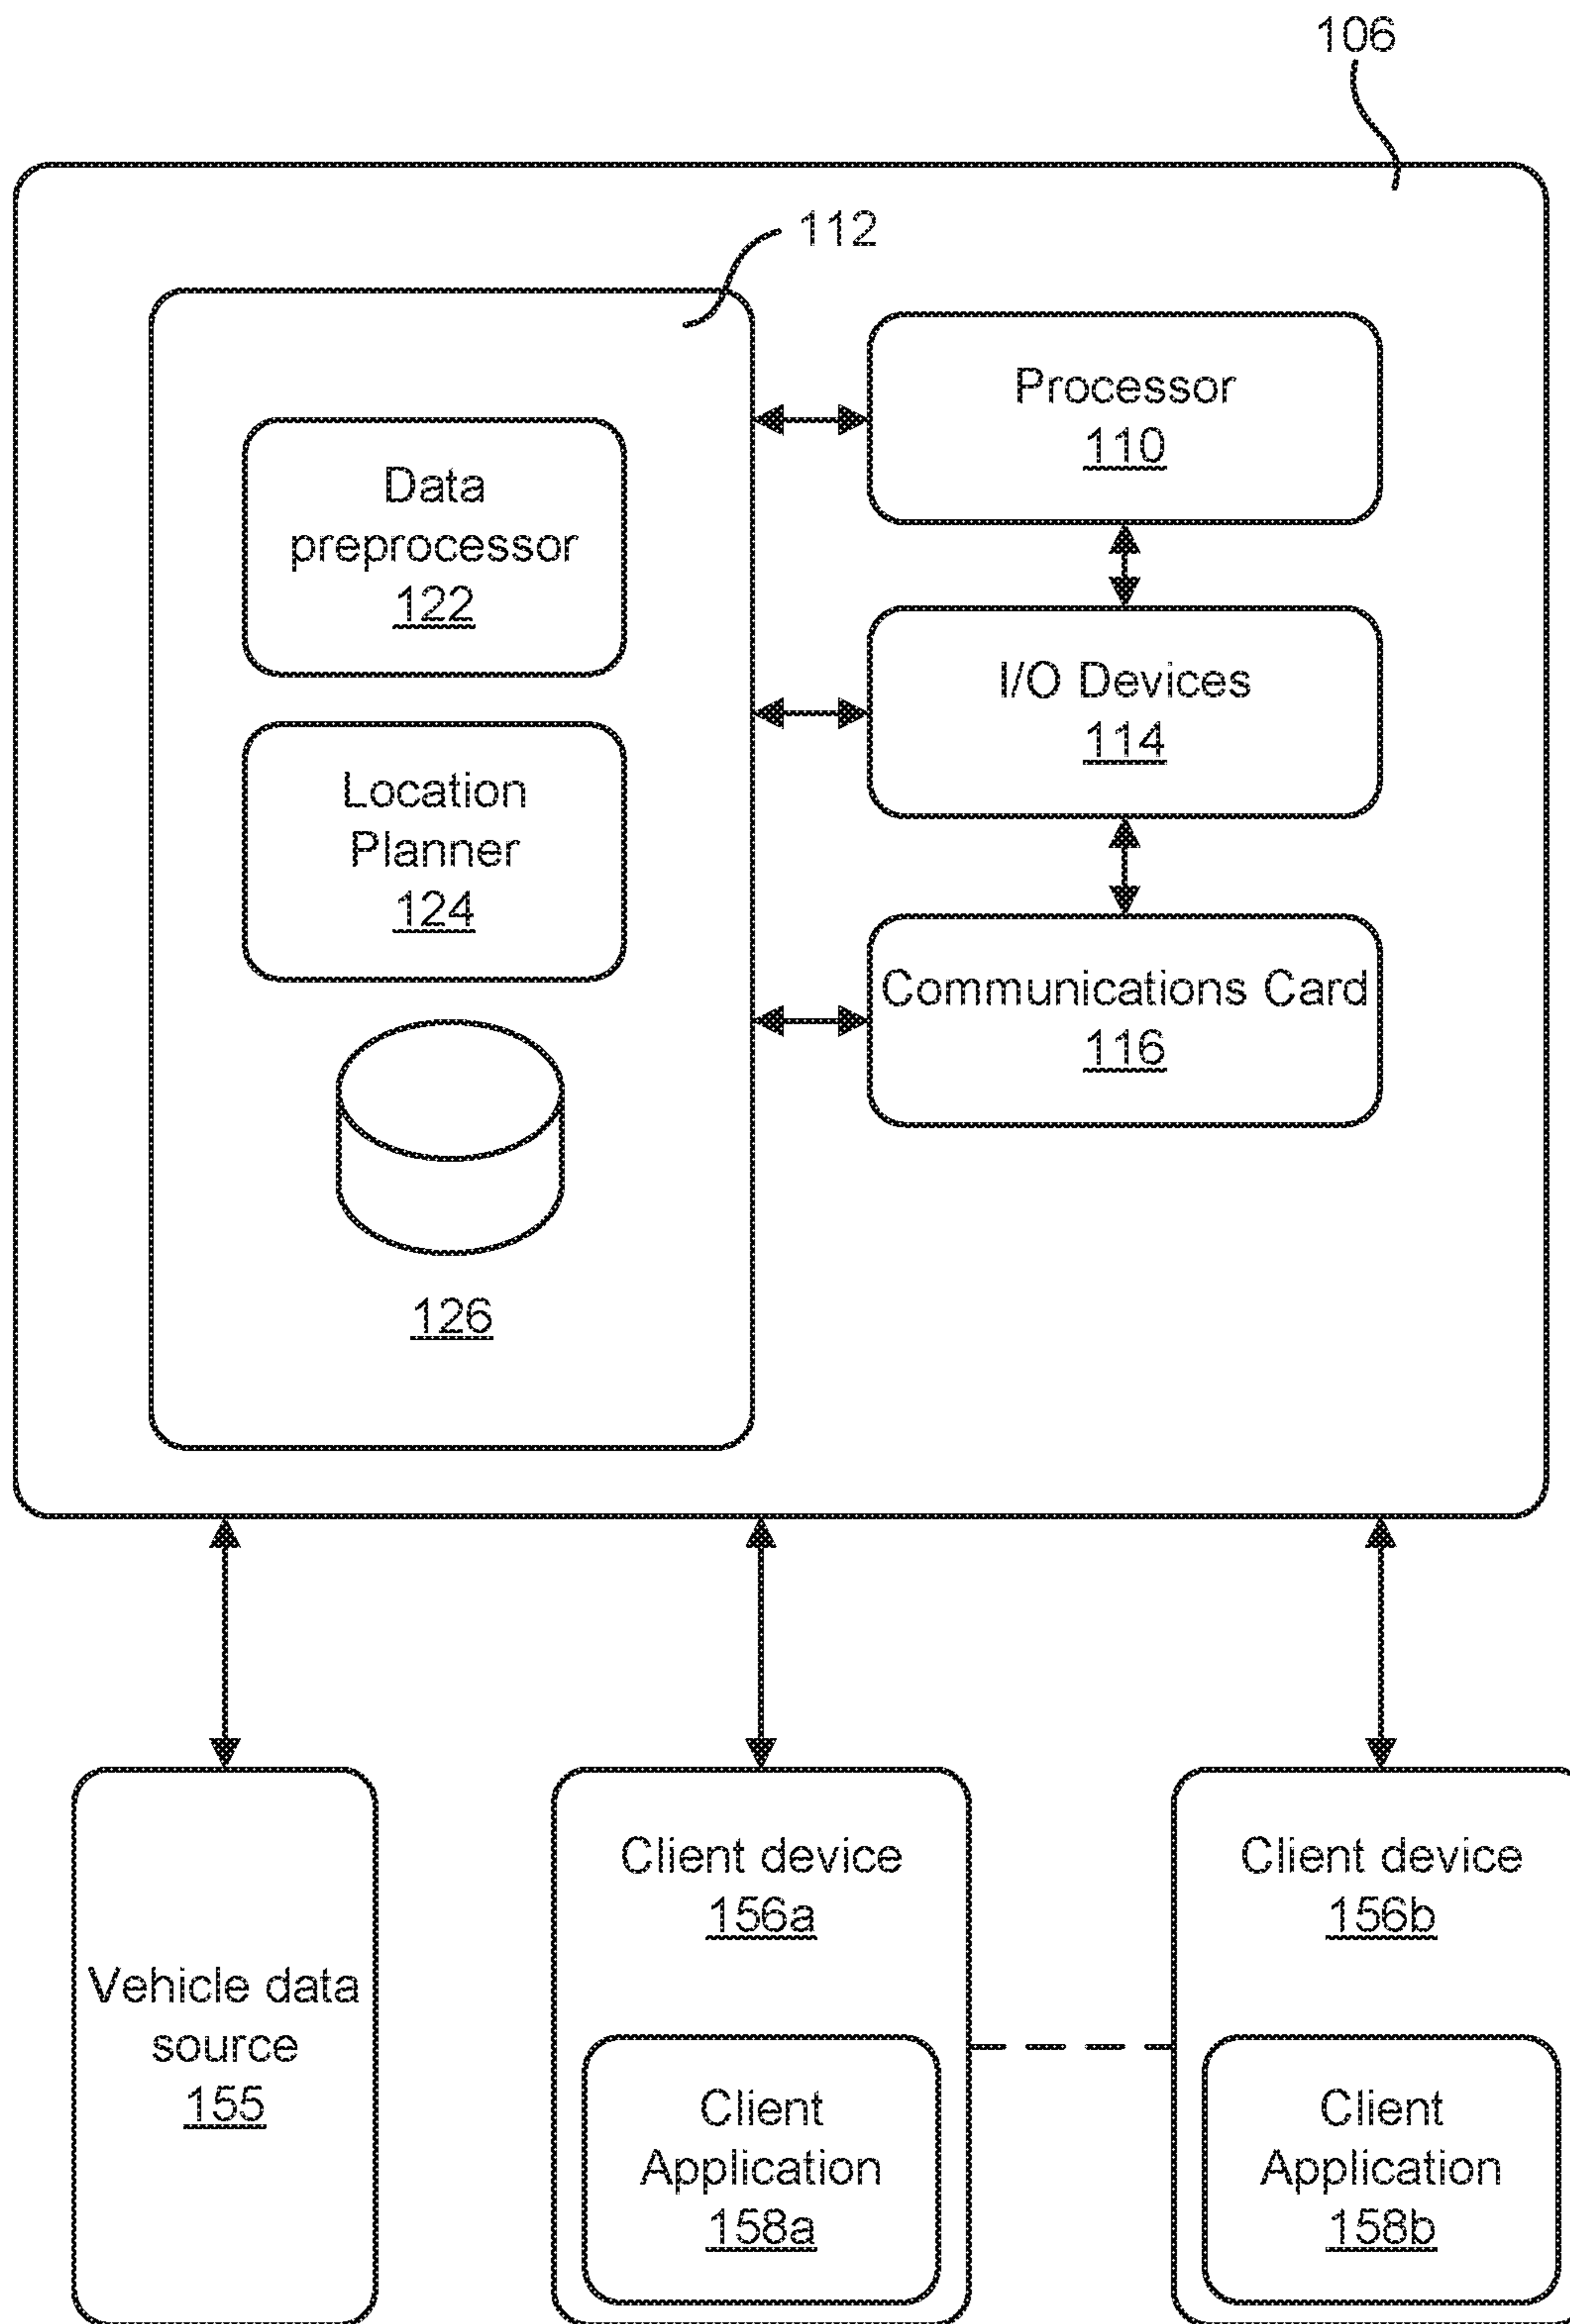 106
112
Processor
110
Data
preprocessor
122
I/O Devices
114
Location
Planner
124
Communications Card
116
126
Vehicle data
source
155
Client device
156a
Client
Application
158a
Client device
156b
Client
Application
158b